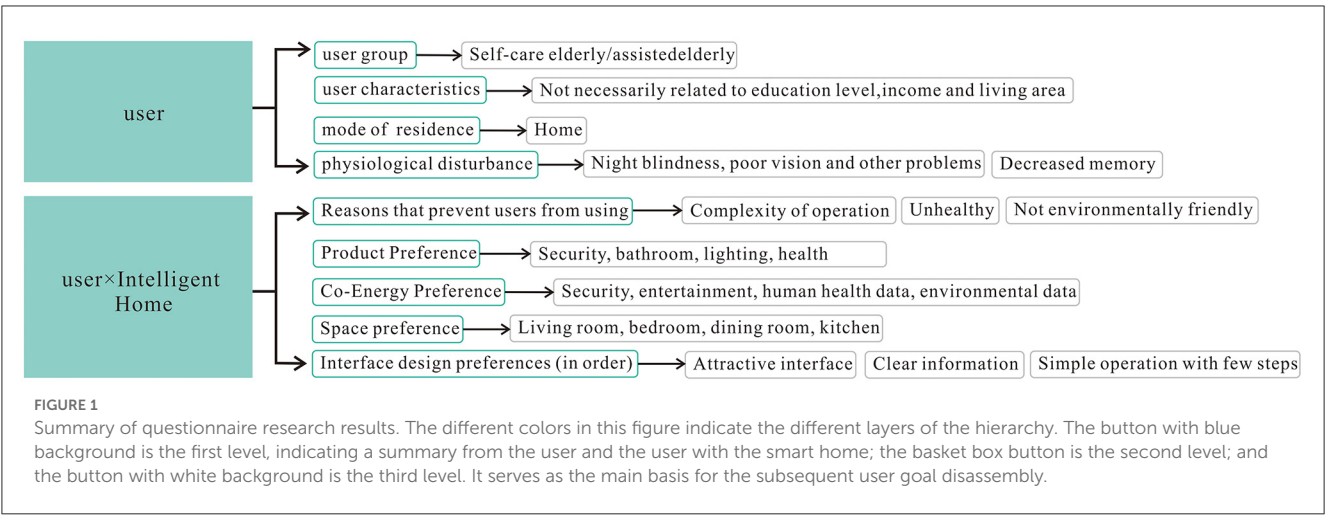 user
user group
Self-care elderly/assistedelderly
user characteristics
Not necessarily related to education level,income and living area
mode of residence
Home
physiological disturbance
Night blindness, poor vision and other problems
Decreased memory
user×Intelligent
Home
Reasons that prevent users from using
Complexity of operation
Unhealthy
Not environmentally friendly
Product Preference
Security, bathroom, lighting, health
Co-Energy Preference
Security, entertainment, human health data, environmental data
Space preference
Living room, bedroom, dining room, kitchen
Interface design preferences (in order)
Attractive interface
Clear information
Simple operation with few steps
FIGURE 1
Summary of questionnaire research results. The different colors in this figure indicate the different layers of the hierarchy. The button with blue
background is the first level, indicating a summary from the user and the user with the smart home; the basket box button is the second level; and
the button with white background is the third level. It serves as the main basis for the subsequent user goal disassembly.